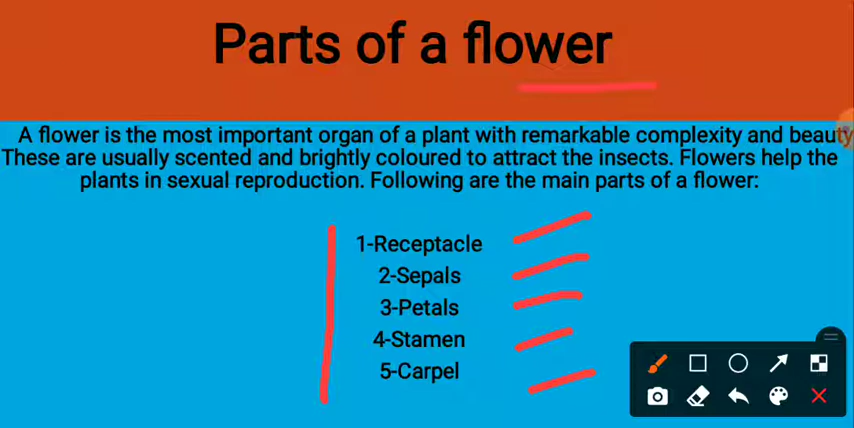 Parts of a flower
A flower is the most important organ of a plant with remarkable complexity and beauty
These are usually scented and brightly coloured to attract the insects. Flowers help the
plants in sexual reproduction. Following are the main parts of a flower:
1-Receptacle
2-Sepals
3-Petals
4-Stamen
5-Carpel